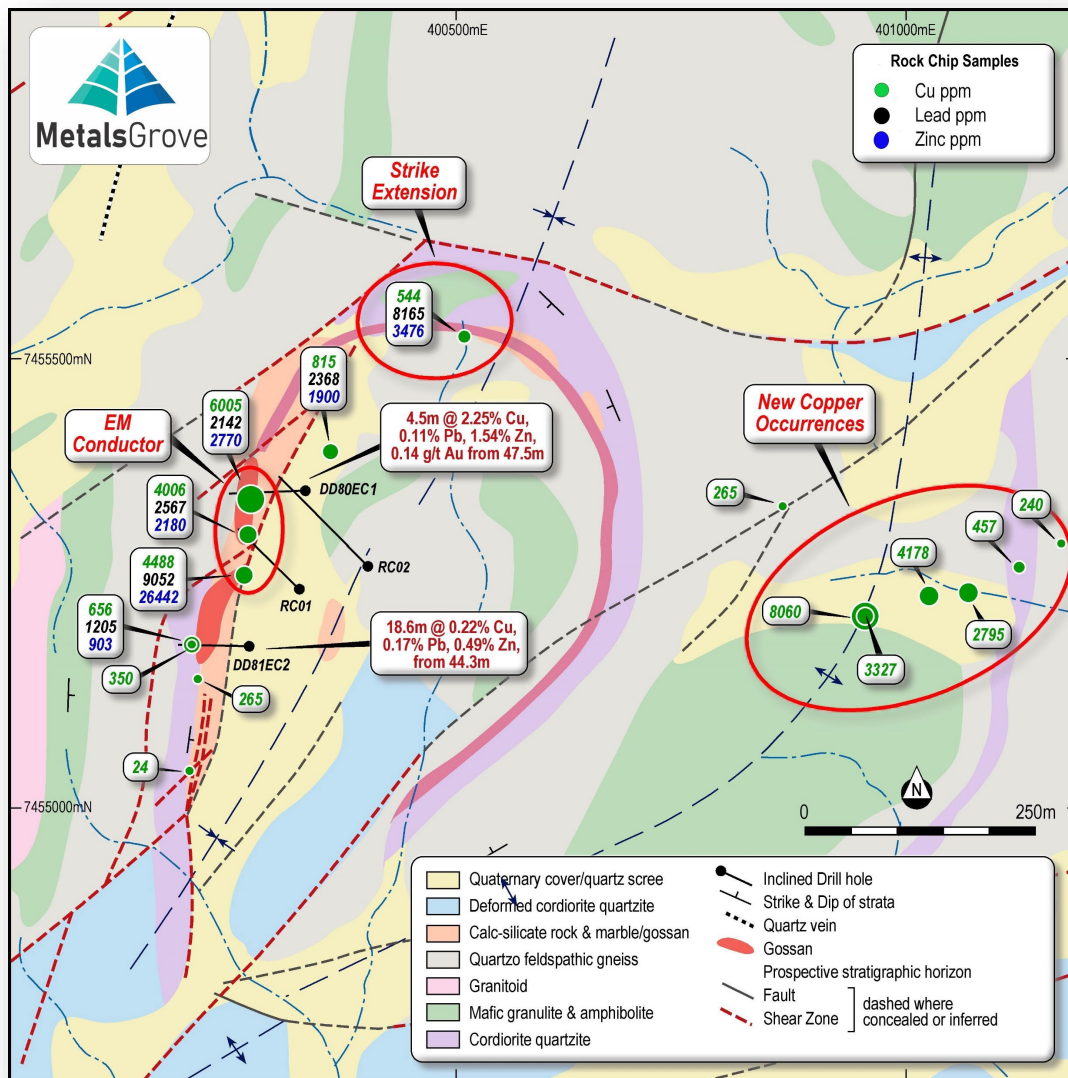 400500mE
401000mE
MetalsGrove
Rock Chip Samples
Cu ppm
Lead ppm
Zinc ppm
Strike
Extension
544
8165
3476
7455500mN
815
2368
1900
6005
2142
2770
EM
Conductor
4.5m @ 2.25% Cu,
0.11% Pb, 1.54% Zn,
0.14 g/t Au from 47.5m
New Copper
Occurrences
DD80EC1
4006
2567
2180
265
240
457
4488
9052
26442
RC02
RC01
4178
656
1205
903
8060
2795
18.6m @ 0.22% Cu,
0.17% Pb, 0.49% Zn,
from 44.3m
DD81EC2
3327
350
265
24
N
7455000mN
0
250m
Quaternary cover/quartz scree
Deformed cordiorite quartzite
Calc-silicate rock & marble/gossan
Quartzo feldspathic gneiss
Granitoid
Mafic granulite & amphibolite
Cordiorite quartzite
Inclined Drill hole
Strike & Dip of strata
Quartz vein
Gossan
Prospective stratigraphic horizon
Fault
Shear Zone
dashed where
concealed or inferred